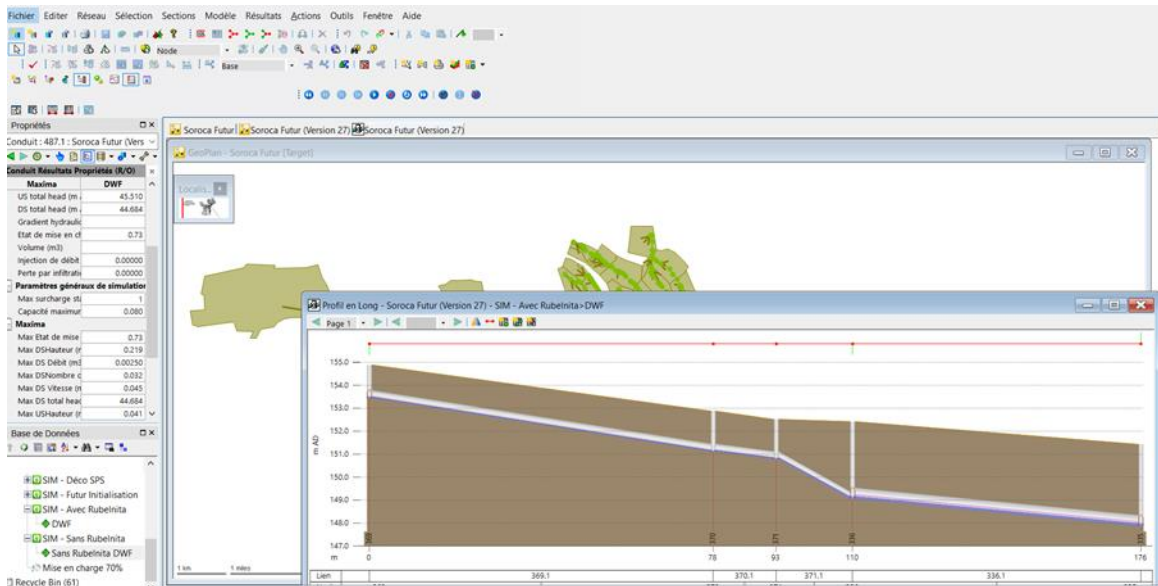 Fichier Editer Réseau Sélection Sections Modèle Résultats Actions Outils Fenêtre Aide
Node
Base
Propriétés
Conduit : 487.1 : Soroca Futur (Vers
Conduit Résultats Propriétés (R/O)
Maxima DWF
US total head (m 45.510
DS total head (m 44.684
Gradient hydraulic
Etat de mise en ch 0.73
Volume (m3)
Injection de débit 0.00000
Perte par infiltratio 0.00000
Paramètres généraux de simulation
Max surcharge sta 1
Capacité maximur 0.080
Maxima
Max Etat de mise 0.73
Max DSHauteur (r 0.219
Max DS Débit (m3 0.00250
Max DSNombre c 0.032
Max DS Vitesse (n 0.045
Max DS total head 44.684
Max USHauteur (r 0.041
Base de Données
SIM - Déco SPS
SIM - Futur Initialisation
SIM - Avec Rubelnita
DWF
SIM - Sans Rubelnita
Sans Rubelnita DWF
Mise en charge 70%
Recycle Bin (61)
Soroca Futur Soroca Futur (Version 27) Soroca Futur (Version 27)
GeoPlan - Soroca Futur (Target)
Localis...
1 km 1 miles
Profil en Long - Soroca Futur (Version 27) - SIM - Avec Rubelnita>DWF
Page 1
155.0
154.0
153.0
152.0
151.0
150.0
149.0
148.0
147.0
m AD
369 370 371 336 335
m 0 78 93 110 176
Lien 369.1 370.1 371.1 336.1